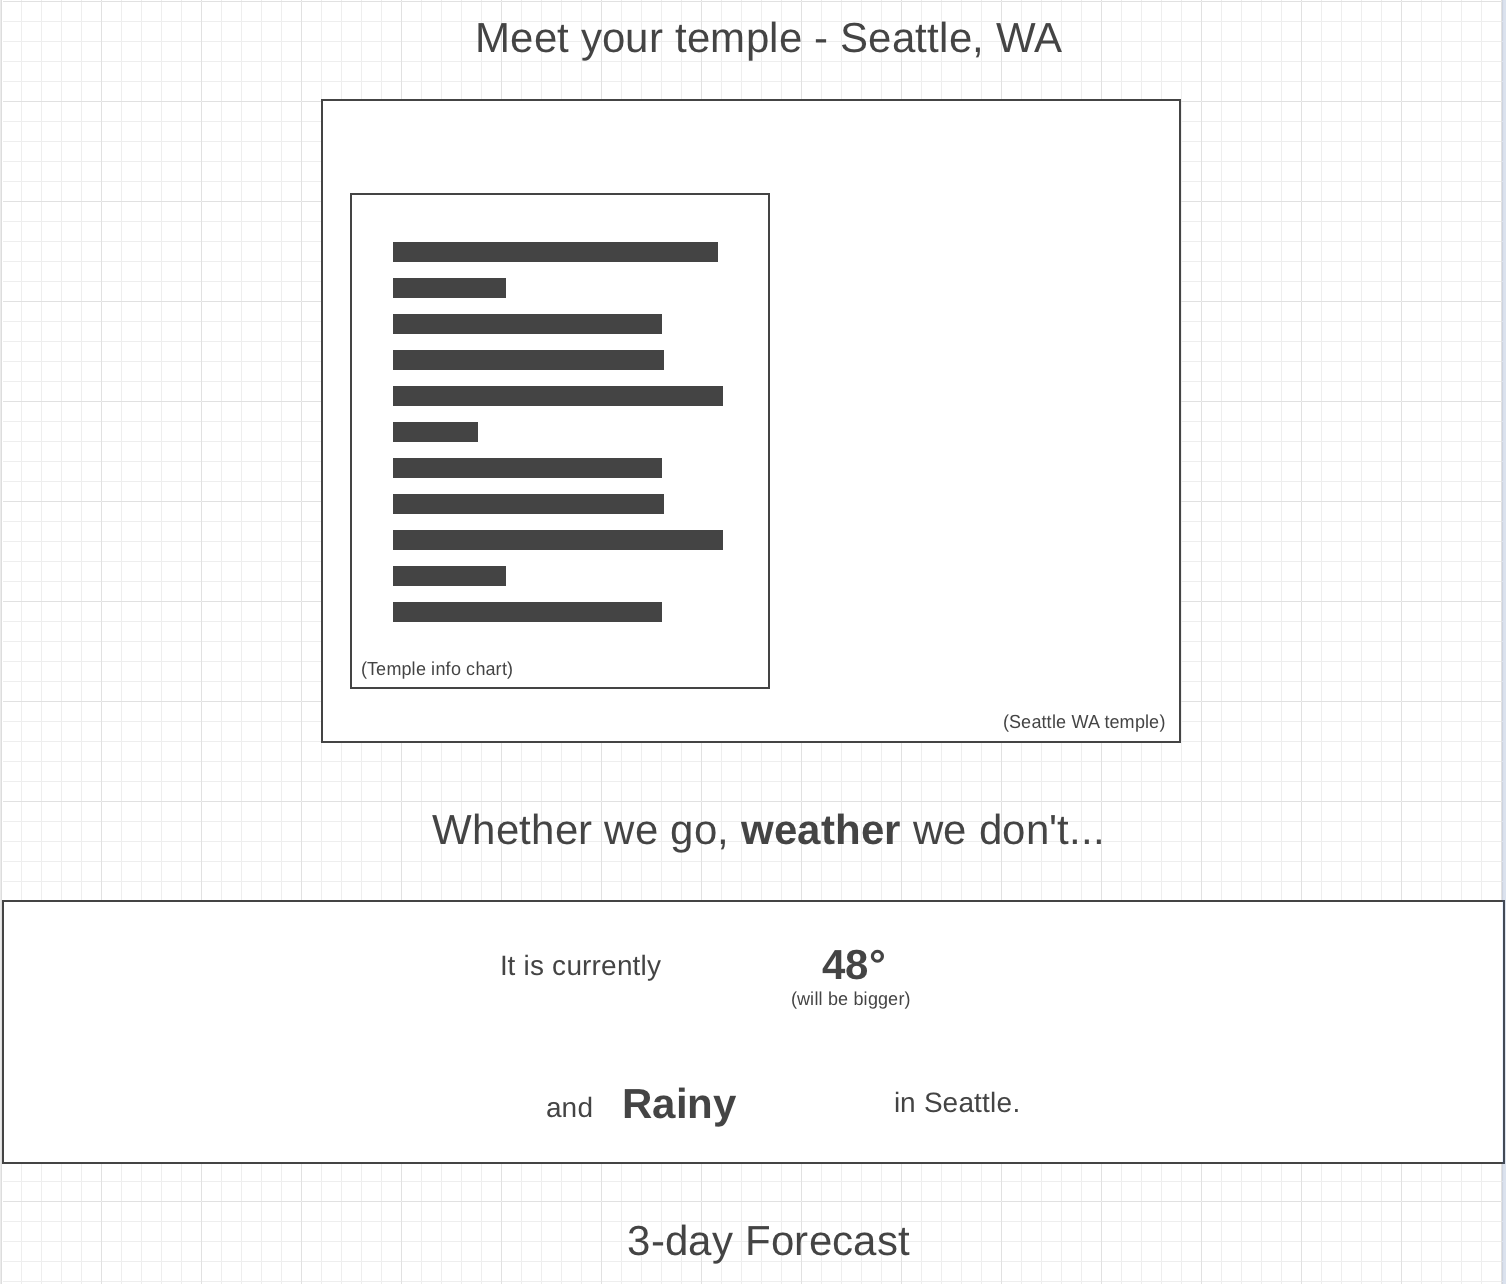 Meet your temple - Seattle, WA
(Temple info chart)
(Seattle WA temple)
Whether we go, weather we don't...
It is currently 48°
(will be bigger)
and Rainy in Seattle.
3-day Forecast